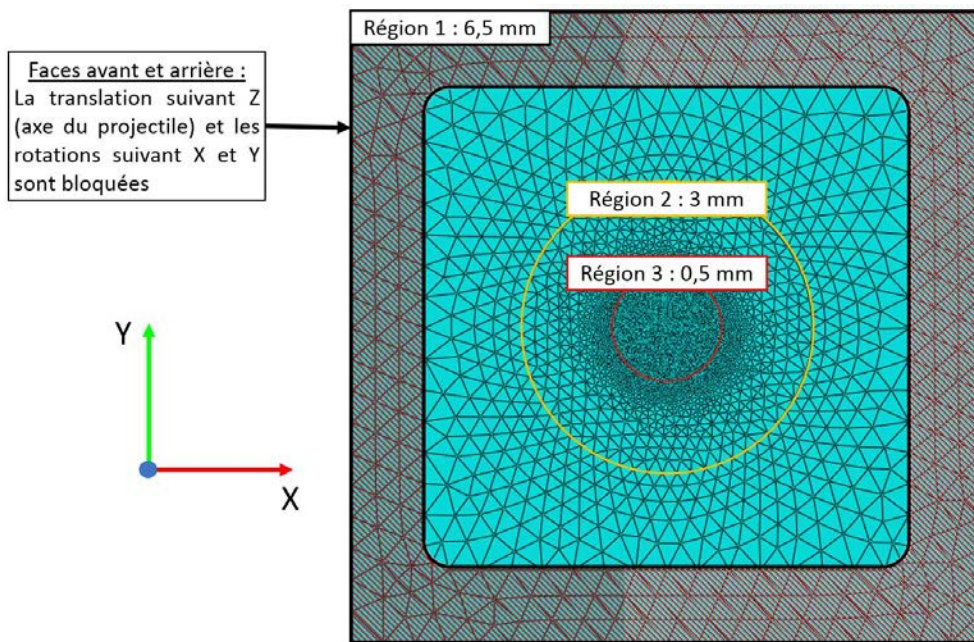 Région 1 : 6,5 mm
Faces avant et arrière :
La translation suivant Z
(axe du projectile) et les
rotations suivant X et Y
sont bloquées
Région 2 : 3 mm
Région 3 : 0,5 mm
Y
X